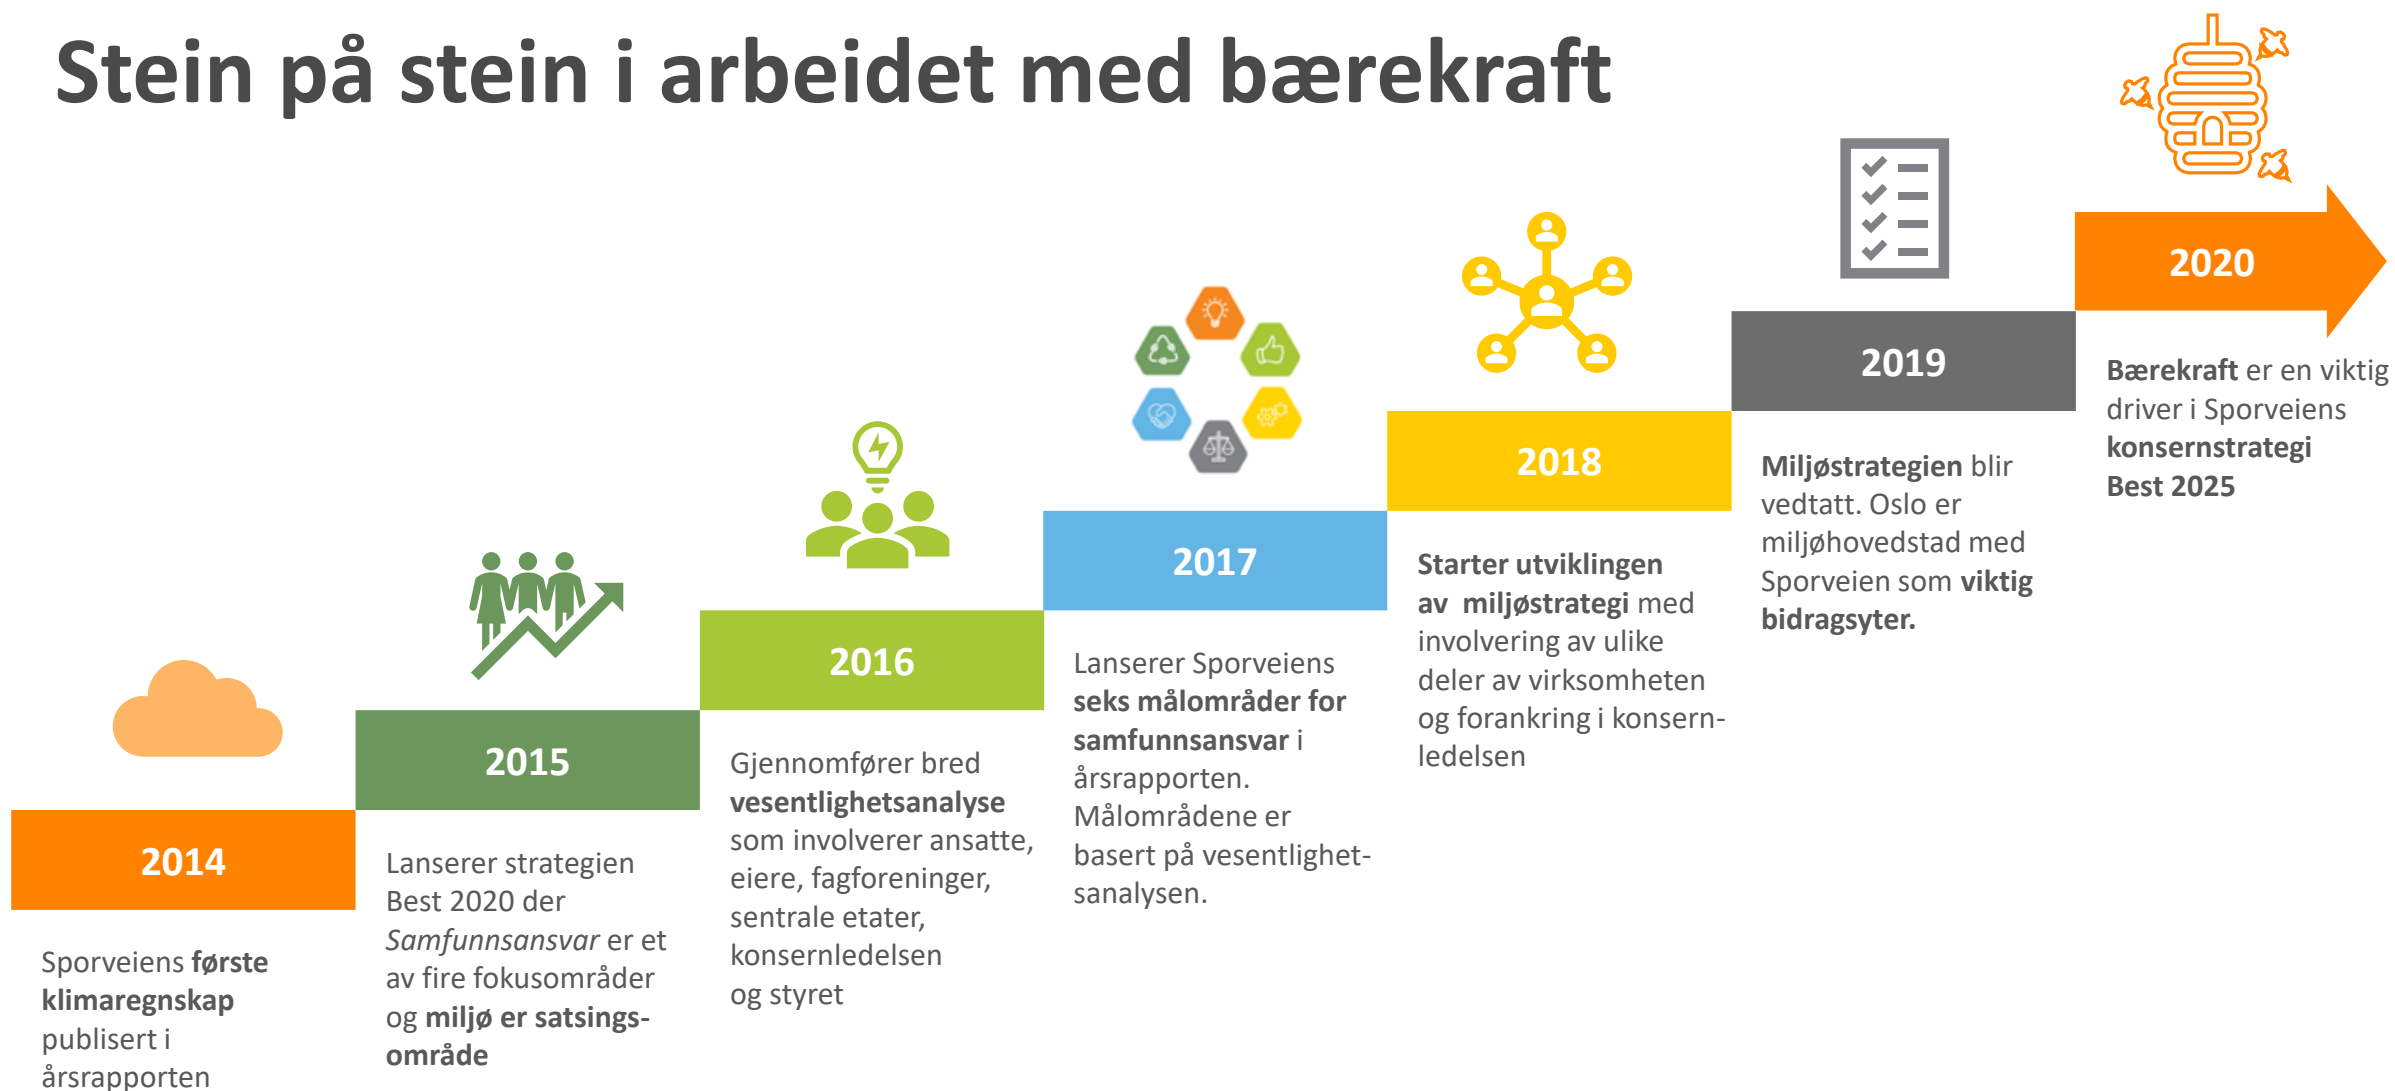 Stein på stein i arbeidet med bærekraft
2014
Sporveiens første
klimaregnskap
publisert i
årsrapporten
2015
Lanserer strategien
Best 2020 der
Samfunnsansvar er et
av fire fokusområder
og miljø er satsings-
område
2016
Gjennomfører bred
vesentlighetsanalyse
som involverer ansatte,
eiere, fagforeninger,
sentrale etater,
konsernledelsen
og styret
2017
Lanserer Sporveiens
seks målområder for
samfunnsansvar i
årsrapporten.
Målområdene er
basert på vesentlighet-
sanalysen.
2018
Starter utviklingen
av  miljøstrategi med
involvering av ulike
deler av virksomheten
og forankring i konsern-
ledelsen
2019
Miljøstrategien blir
vedtatt. Oslo er
miljøhovedstad med
Sporveien som viktig
bidragsyter.
2020
Bærekraft er en viktig
driver i Sporveiens
konsernstrategi
Best 2025